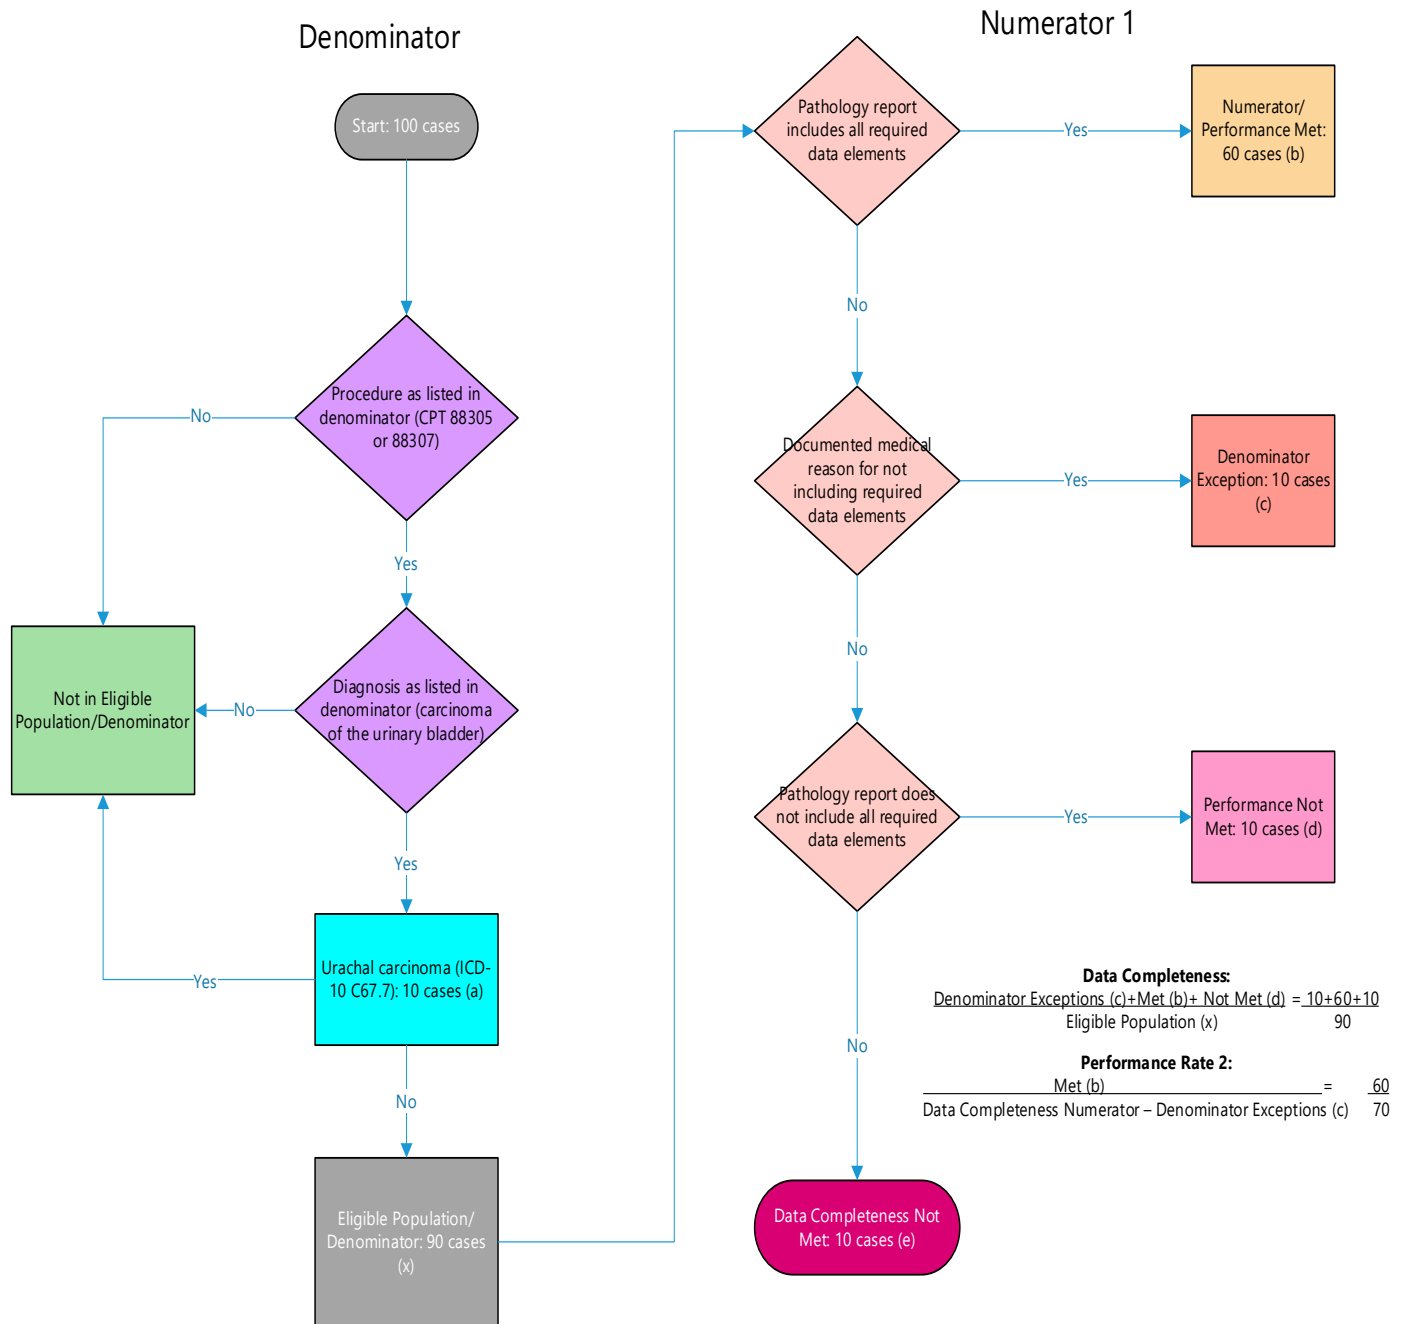 Denominator
Start: 100 cases
Procedure as listed in
denominator (CPT 88305
or 88307)
No
Yes
Not in Eligible
Population/Denominator
No
Diagnosis as listed in
denominator (carcinoma
of the urinary bladder)
Yes
Urachal carcinoma (ICD-
10 C67.7): 10 cases (a)
Yes
No
Eligible Population/
Denominator: 90 cases
(x)
Numerator 1
Pathology report
includes all required
data elements
Yes
Numerator/
Performance Met:
60 cases (b)
No
Documented medical
reason for not
including required
data elements
Yes
Denominator
Exception: 10 cases
(c)
No
Pathology report does
not include all required
data elements
Yes
Performance Not
Met: 10 cases (d)
No
Data Completeness Not
Met: 10 cases (e)
Data Completeness:
Denominator Exceptions (c)+Met (b)+ Not Met (d) = 10+60+10
Eligible Population (x) 90
Performance Rate 2:
Met (b) = 60
Data Completeness Numerator – Denominator Exceptions (c) 70